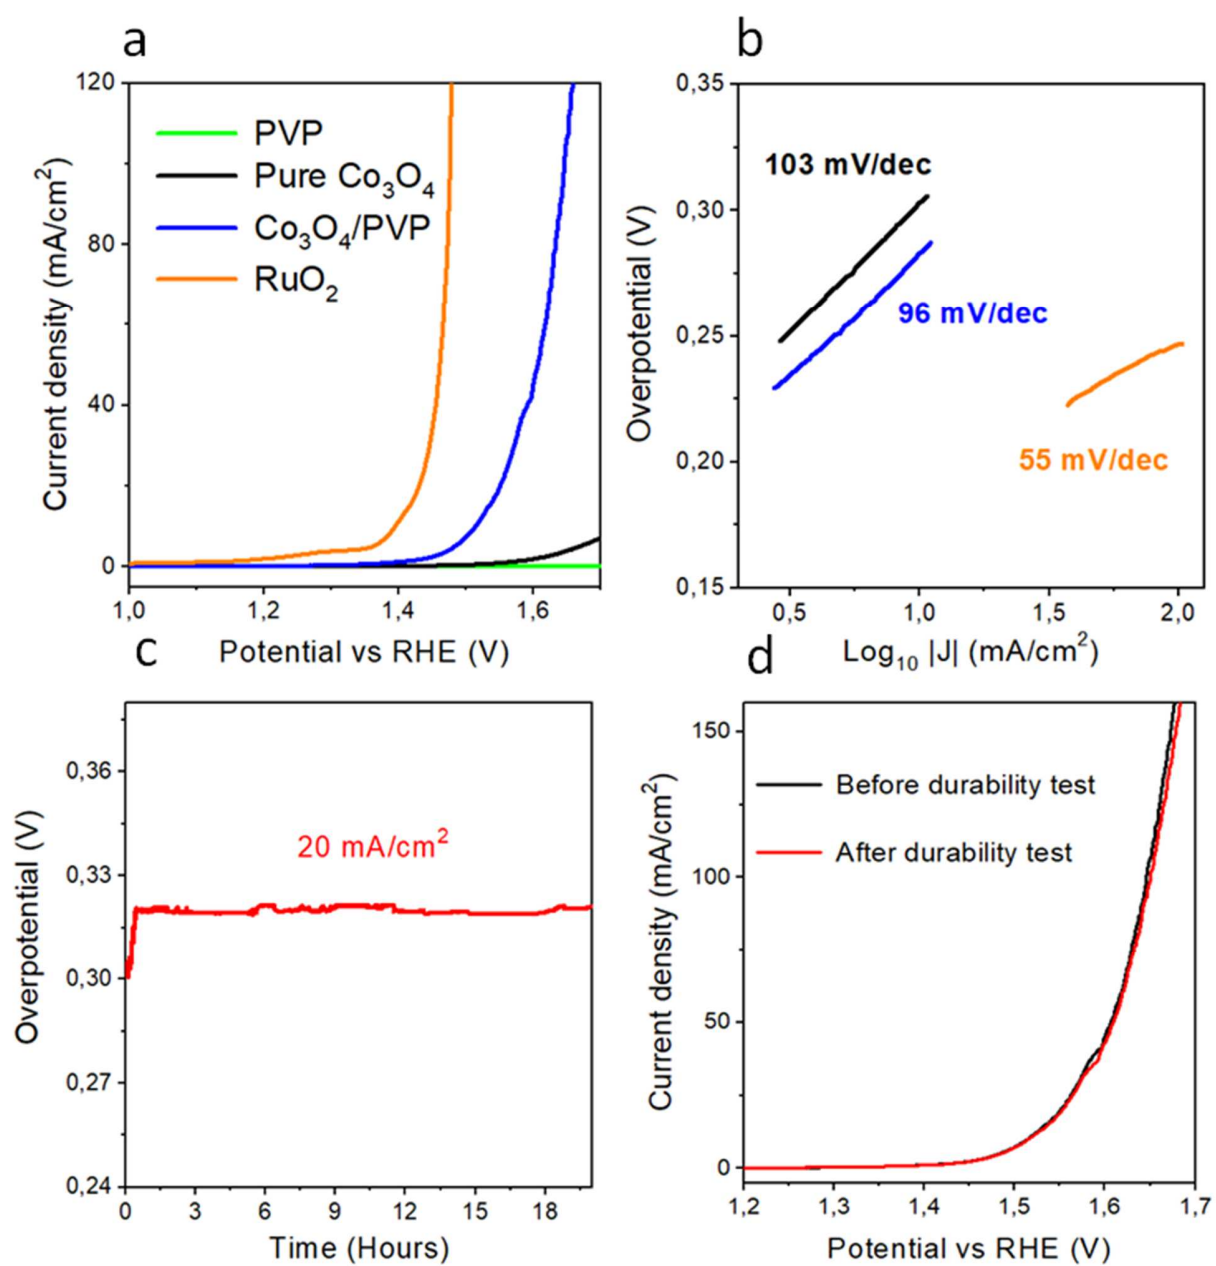 a
120
80
40
0
1,0
1,2
1,4
1,6
Current density (mA/cm²)
Potential vs RHE (V)
PVP
Pure Co₃O₄
Co₃O₄/PVP
RuO₂
b
0,35
0,30
0,25
0,20
0,15
0,5
1,0
1,5
2,0
Overpotential (V)
Log₁₀ |J| (mA/cm²)
103 mV/dec
96 mV/dec
55 mV/dec
c
0,36
0,33
0,30
0,27
0,24
0
3
6
9
12
15
18
Overpotential (V)
Time (Hours)
20 mA/cm²
d
150
100
50
0
1,2
1,3
1,4
1,5
1,6
1,7
Current density (mA/cm²)
Potential vs RHE (V)
Before durability test
After durability test